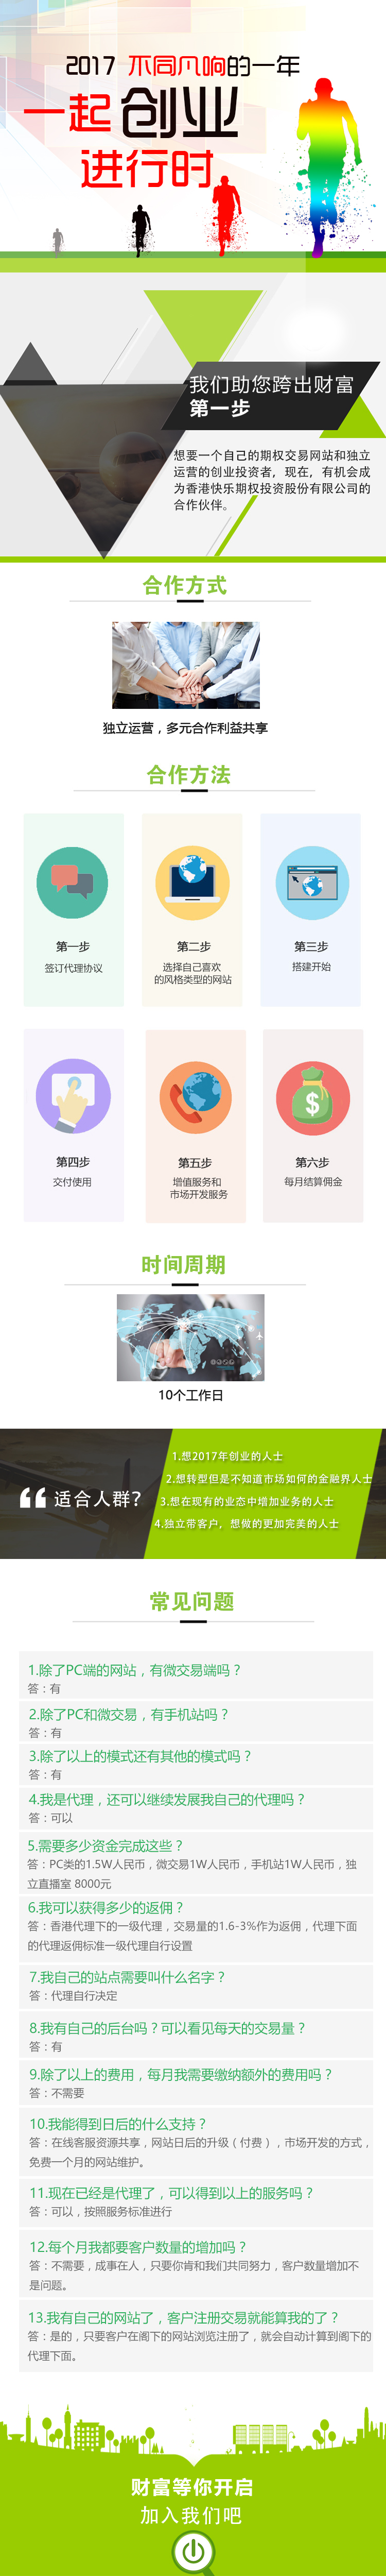 2017 不同凡响的一年
一起创业
进行时
我们助您跨出财富
第一步
想要一个自己的期权交易网站和独立
运营的创业投资者，现在，有机会成
为香港快乐期权投资股份有限公司的
合作伙伴。
合作方式
独立运营，多元合作利益共享
合作方法
第一步
签订代理协议
第二步
选择自己喜欢
的风格类型的网站
第三步
搭建开始
第四步
交付使用
第五步
增值服务和
市场开发服务
第六步
每月结算佣金
时间周期
10个工作日
适合人群?
1.想2017年创业的人士
2.想转型但是不知道市场如何的金融界人士
3.想在现有的业态中增加业务的人士
4.独立带客户，想做的更加完美的人士
常见问题
1.除了PC端的网站，有微交易端吗？
答：有
2.除了PC和微交易，有手机站吗？
答：有
3.除了以上的模式还有其他的模式吗？
答：有
4.我是代理，还可以继续发展我自己的代理吗？
答：可以
5.需要多少资金完成这些？
答：PC类的1.5W人民币，微交易1W人民币，手机站1W人民币，独
立直播室 8000元
6.我可以获得多少的返佣？
答：香港代理下的一级代理，交易量的1.6-3%作为返佣，代理下面
的代理返佣标准一级代理自行设置
7.我自己的站点需要叫什么名字？
答：代理自行决定
8.我有自己的后台吗？可以看见每天的交易量？
答：有
9.除了以上的费用，每月我需要缴纳额外的费用吗？
答：不需要
10.我能得到日后的什么支持？
答：在线客服资源共享，网站日后的升级（付费），市场开发的方式，
免费一个月的网站维护。
11.现在已经是代理了，可以得到以上的服务吗？
答：可以，按照服务标准进行
12.每个月我都要客户数量的增加吗？
答：不需要，成事在人，只要你肯和我们共同努力，客户数量增加不
是问题。
13.我有自己的网站了，客户注册交易就能算我的了？
答：是的，只要客户在阁下的网站浏览注册了，就会自动计算到阁下的
代理下面。
财富等你开启
加入我们吧